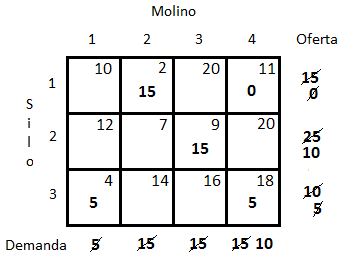 Molino
1 2 3 4 Oferta
10 2 20 11 15
1 15 0 0
S i l o
12 7 9 20 25
2 15 10
4 14 16 18 10
3 5 5 5
Demanda 5 15 15 15 10